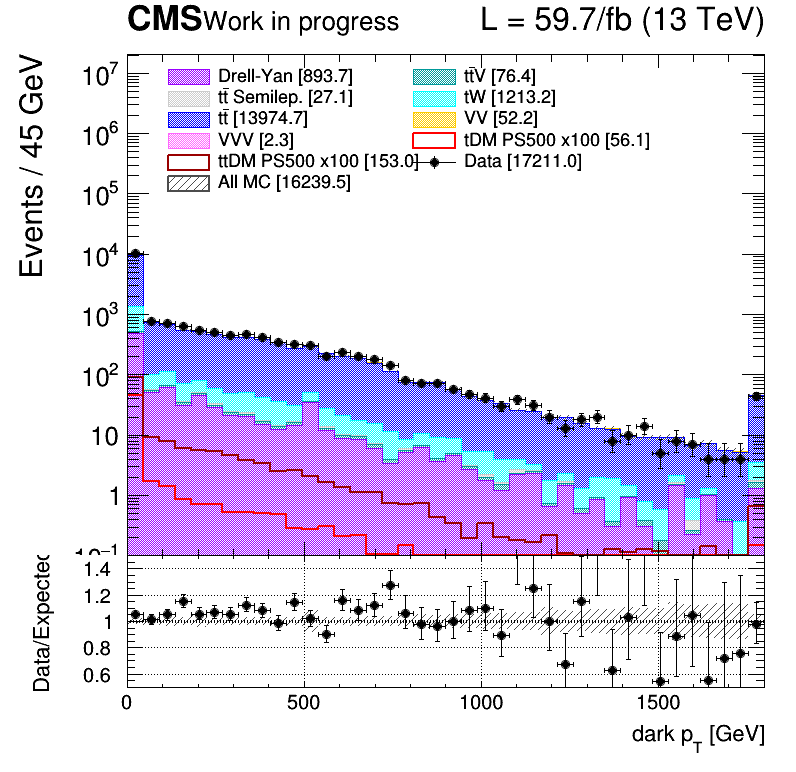 CMS Work in progress L = 59.7/fb (13 TeV)
Events / 45 GeV
Drell-Yan [893.7] tt̄V [76.4]
tt̄ Semilep. [27.1] tW [1213.2]
tt̄ [13974.7] VV [52.2]
VVV [2.3] tDM PS500 x100 [56.1]
ttDM PS500 x100 [153.0] Data [17211.0]
All MC [16239.5]
10⁷
10⁶
10⁵
10⁴
10³
10²
10
1
10⁻¹
Data/Expected
1.4
1.2
1
0.8
0.6
0 500 1000 1500
dark p_T [GeV]